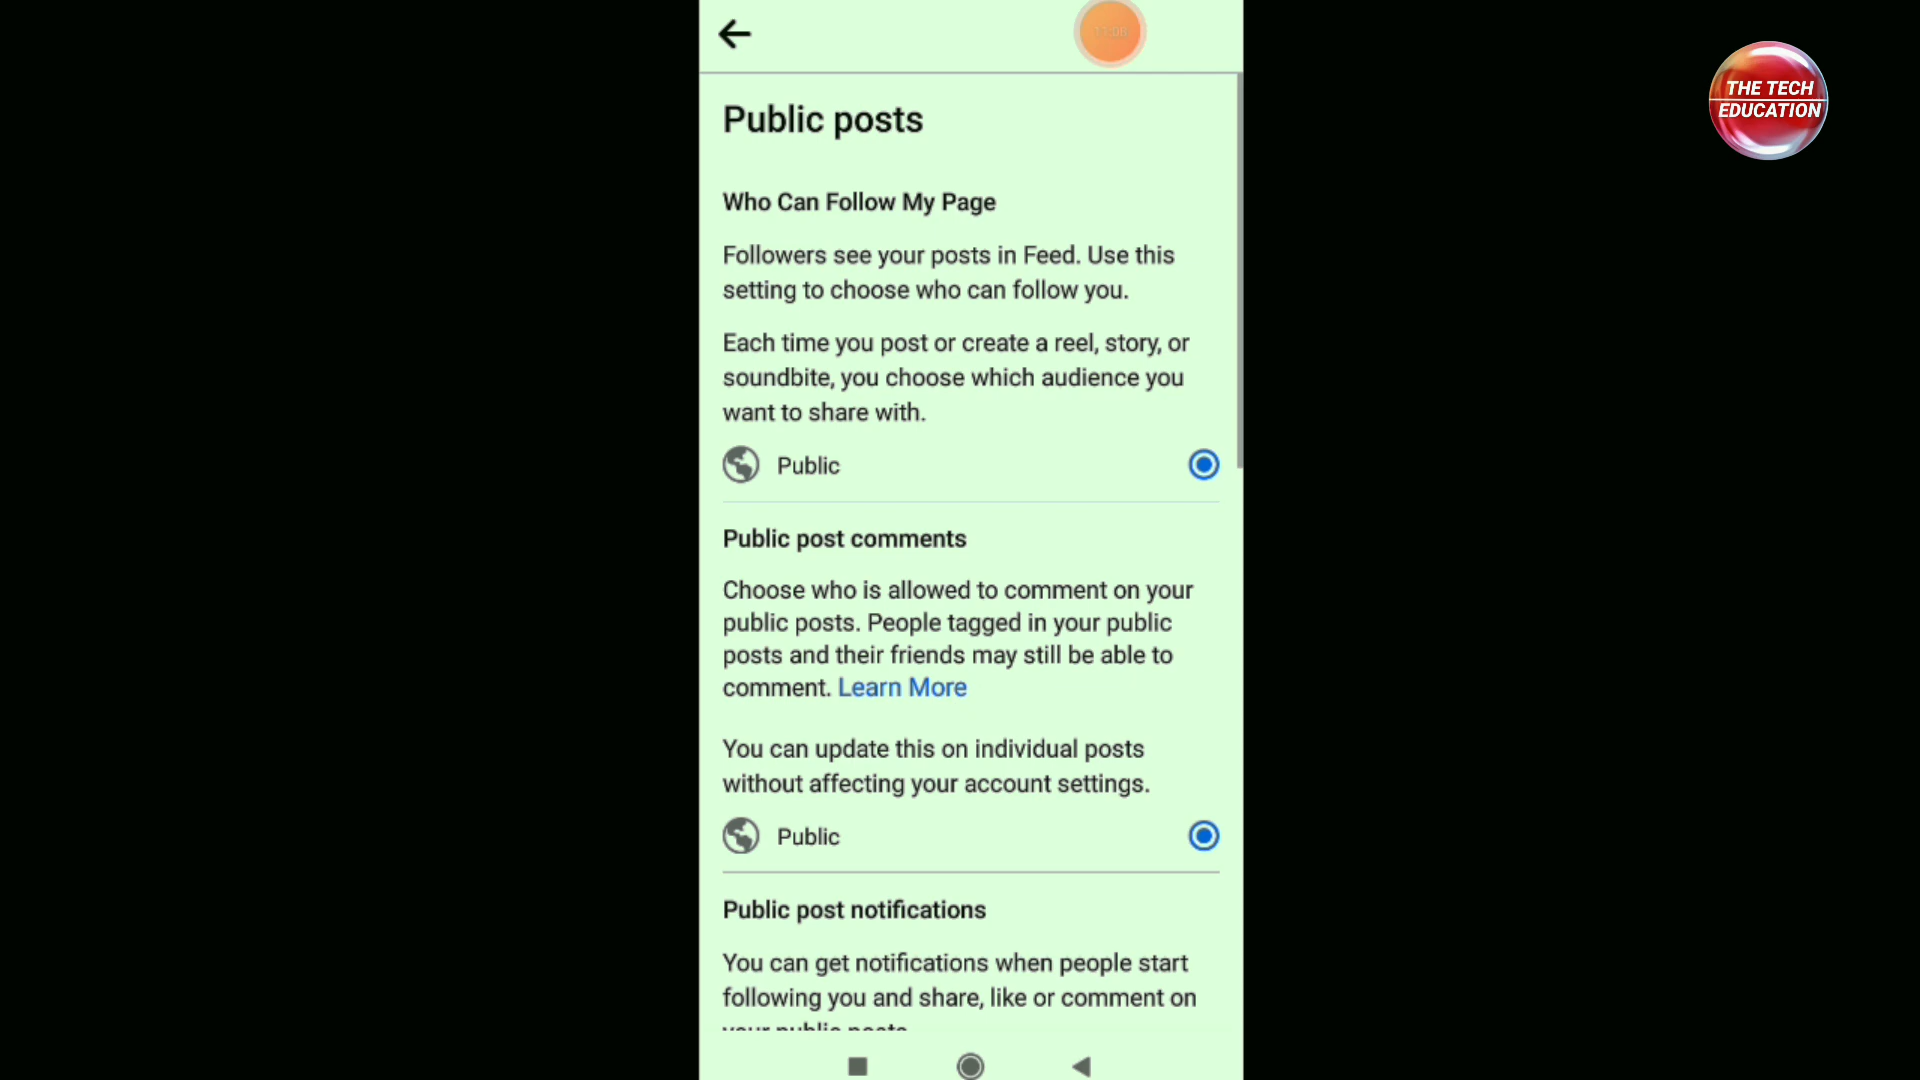 11:08
THE TECH
EDUCATION
Public posts
Who Can Follow My Page
Followers see your posts in Feed. Use this
setting to choose who can follow you.
Each time you post or create a reel, story, or
soundbite, you choose which audience you
want to share with.
Public
Public post comments
Choose who is allowed to comment on your
public posts. People tagged in your public
posts and their friends may still be able to
comment. Learn More
You can update this on individual posts
without affecting your account settings.
Public
Public post notifications
You can get notifications when people start
following you and share, like or comment on
your public posts.